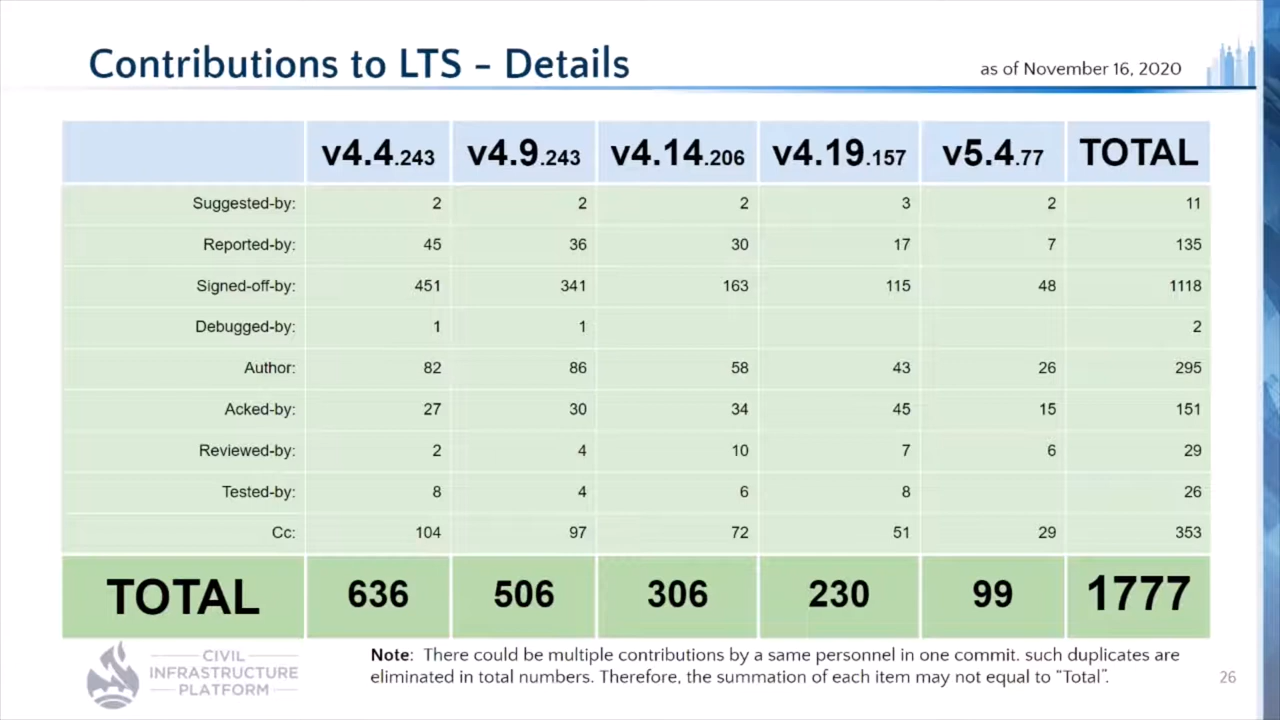 Contributions to LTS – Details
as of November 16, 2020
v4.4.243 v4.9.243 v4.14.206 v4.19.157 v5.4.77 TOTAL
Suggested-by: 2 2 2 3 2 11
Reported-by: 45 36 30 17 7 135
Signed-off-by: 451 341 163 115 48 1118
Debugged-by: 1 1 2
Author: 82 86 58 43 26 295
Acked-by: 27 30 34 45 15 151
Reviewed-by: 2 4 10 7 6 29
Tested-by: 8 4 6 8 26
Cc: 104 97 72 51 29 353
TOTAL 636 506 306 230 99 1777
CIVIL
INFRASTRUCTURE
PLATFORM
Note: There could be multiple contributions by a same personnel in one commit. such duplicates are
eliminated in total numbers. Therefore, the summation of each item may not equal to “Total”.
26